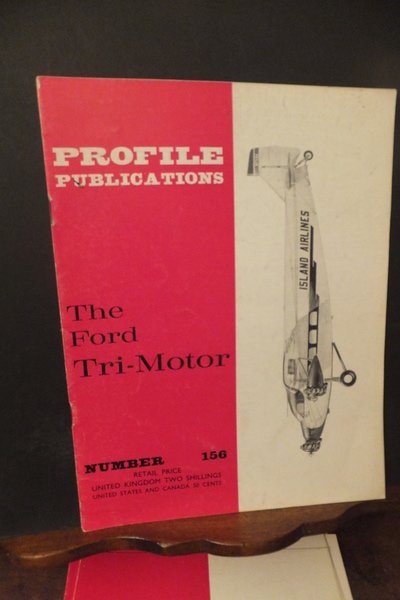 PROFILE
PUBLICATIONS
The
Ford
Tri-Motor
NUMBER 156
RETAIL PRICE
UNITED KINGDOM TWO SHILLINGS
UNITED STATES AND CANADA 50 CENTS
ISLAND AIRLINES